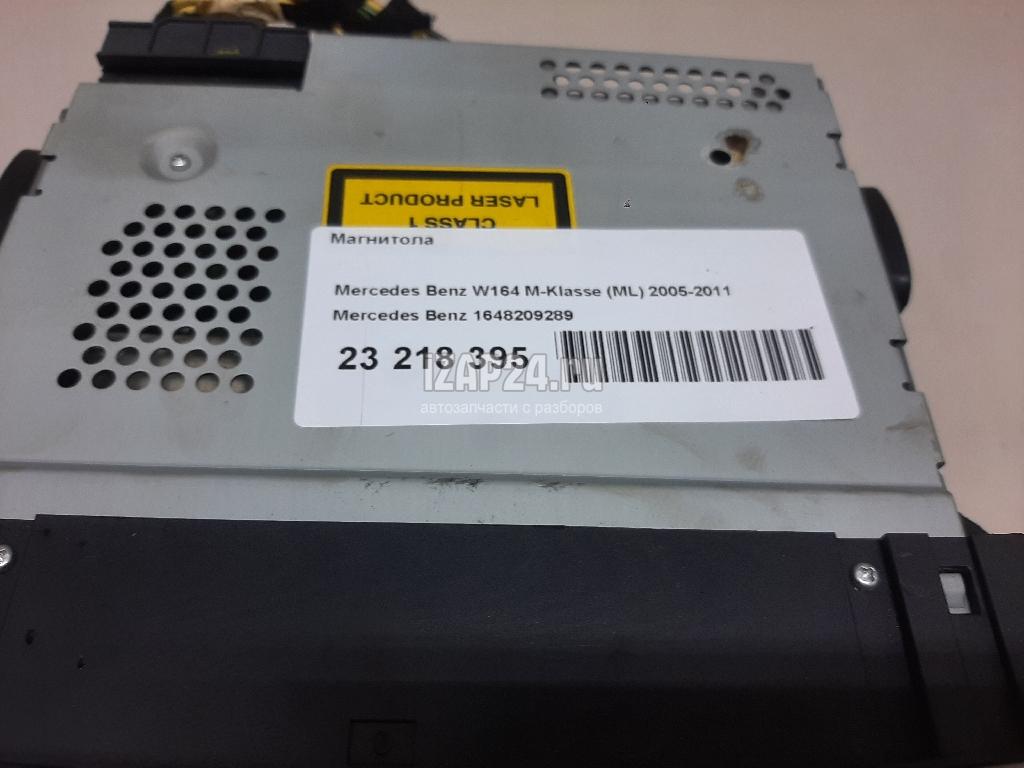 LASER PRODUCT
CLASS 1
Магнитола
Mercedes Benz W164 M-Klasse (ML) 2005-2011
Mercedes Benz 1648209289
23 218 395
iZAP24.ru
автозапчасти с разборов